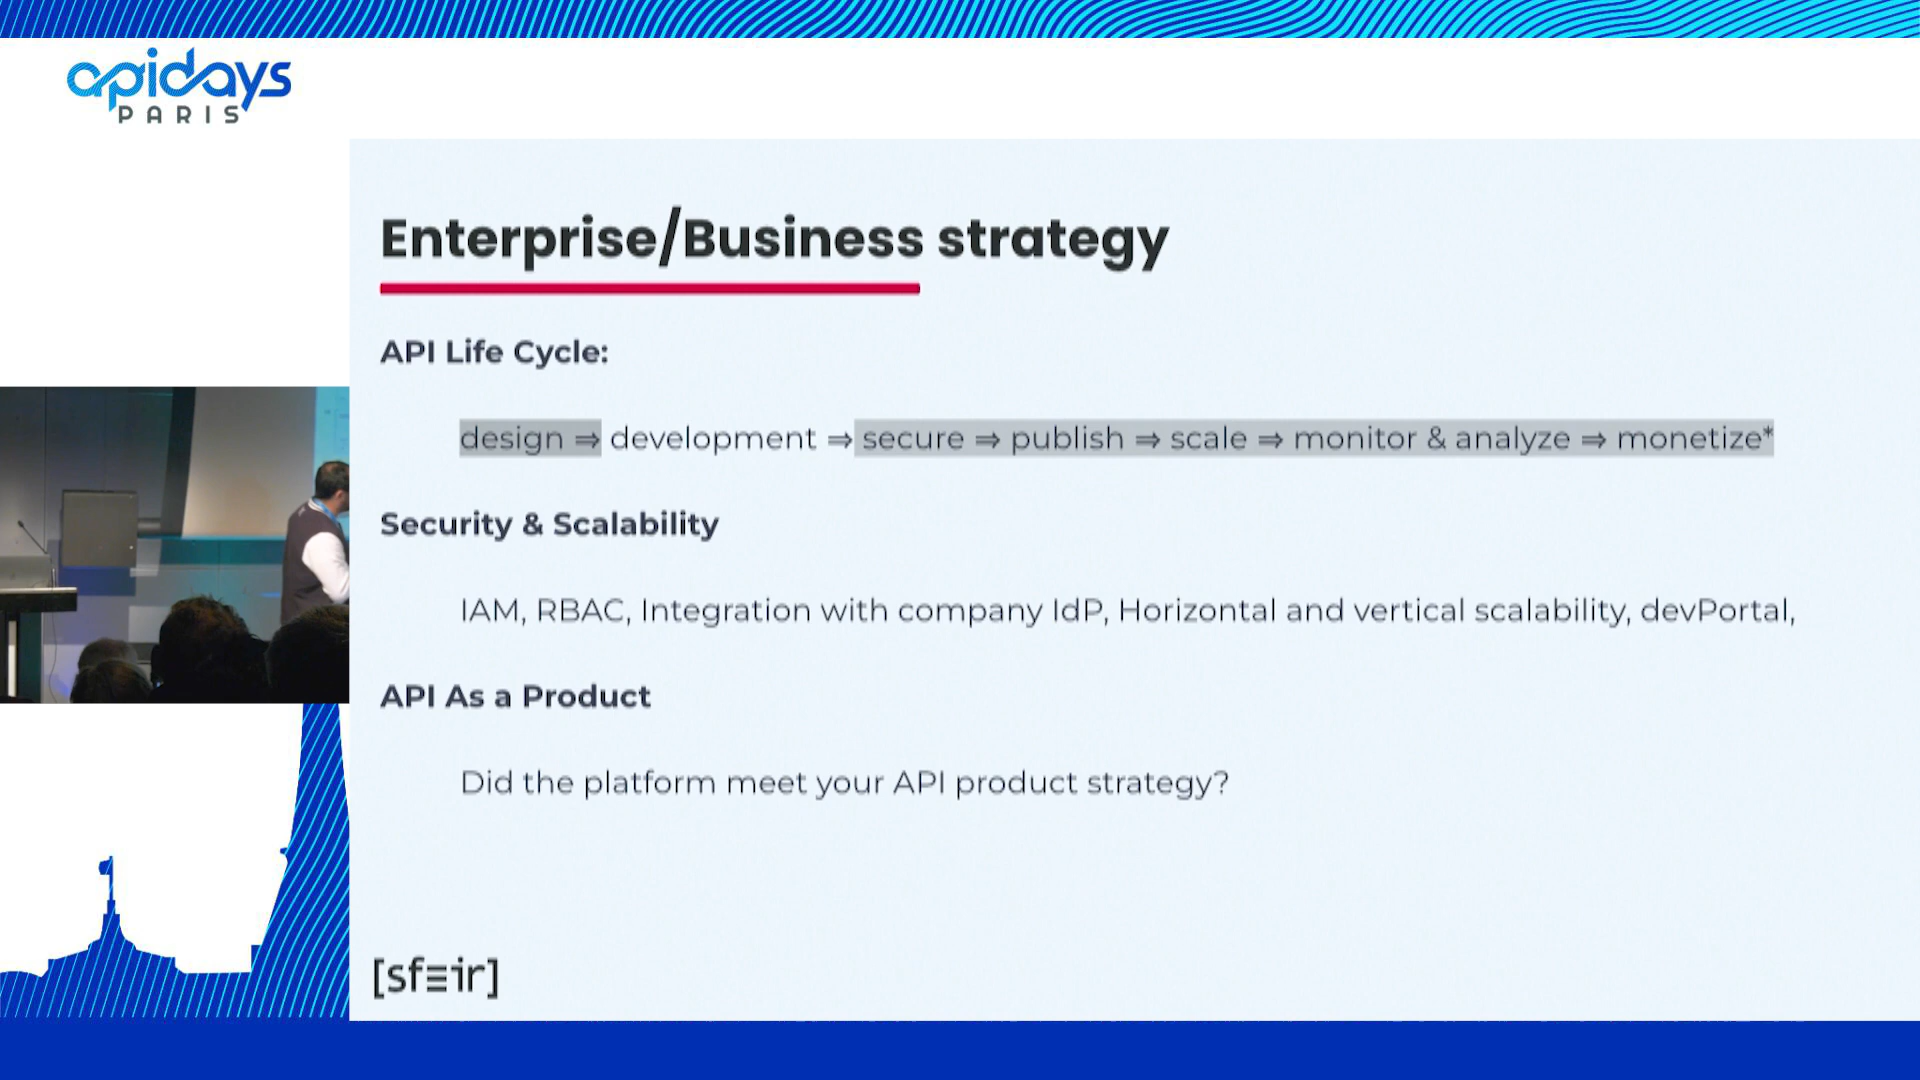 apidays
PARIS
Enterprise/Business strategy
API Life Cycle:
design ⇒ development ⇒ secure ⇒ publish ⇒ scale ⇒ monitor & analyze ⇒ monetize*
Security & Scalability
IAM, RBAC, Integration with company IdP, Horizontal and vertical scalability, devPortal,
API As a Product
Did the platform meet your API product strategy?
[sfeir]